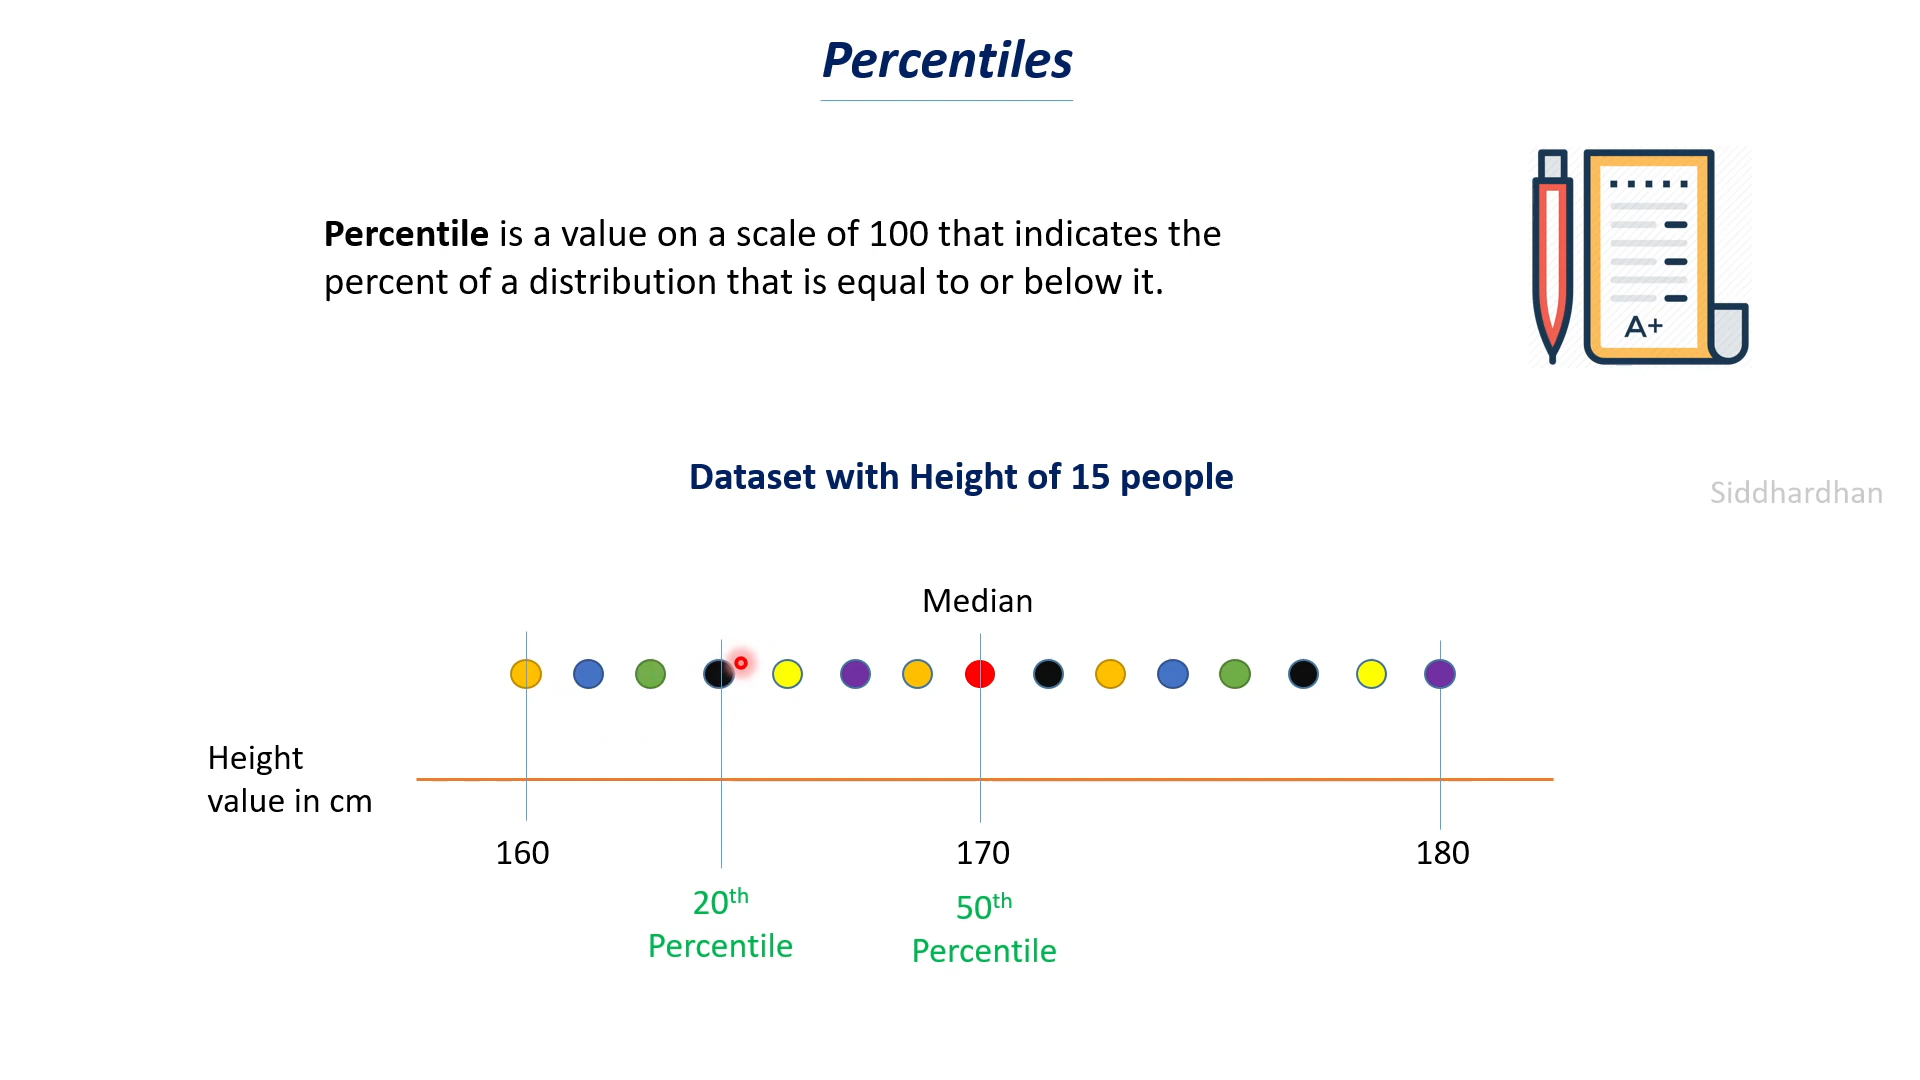 Percentiles
Percentile is a value on a scale of 100 that indicates the
percent of a distribution that is equal to or below it.
A+
Dataset with Height of 15 people
Siddhardhan
Median
Height
value in cm
160
170
180
20th
Percentile
50th
Percentile